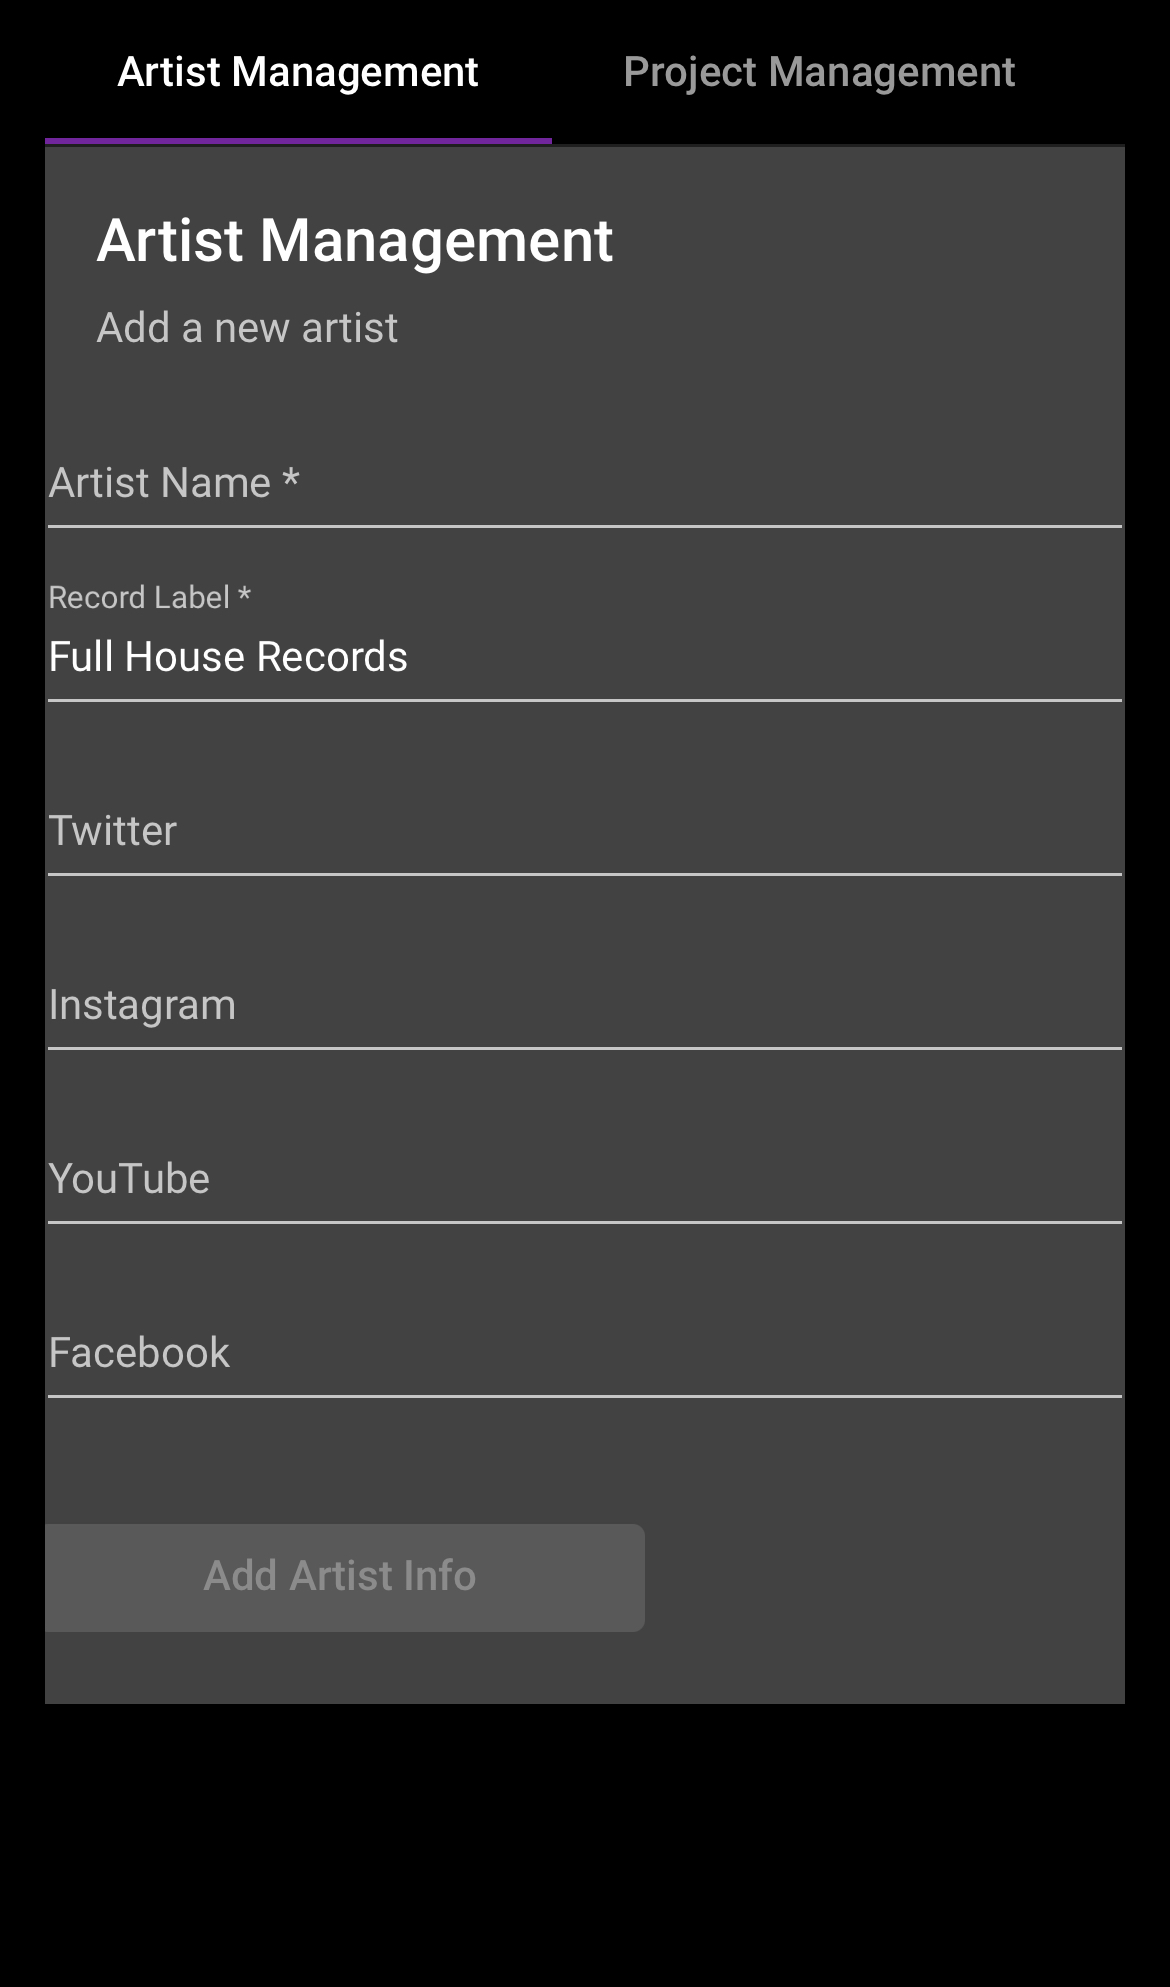 Artist Management
Project Management
Artist Management
Add a new artist
Artist Name *
Record Label *
Full House Records
Twitter
Instagram
YouTube
Facebook
Add Artist Info